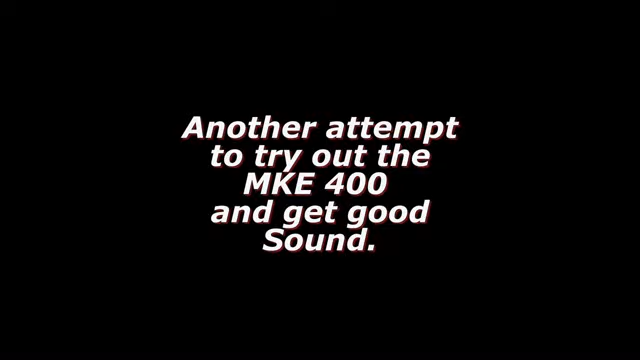 Another attempt
to try out the
MKE 400
and get good
Sound.